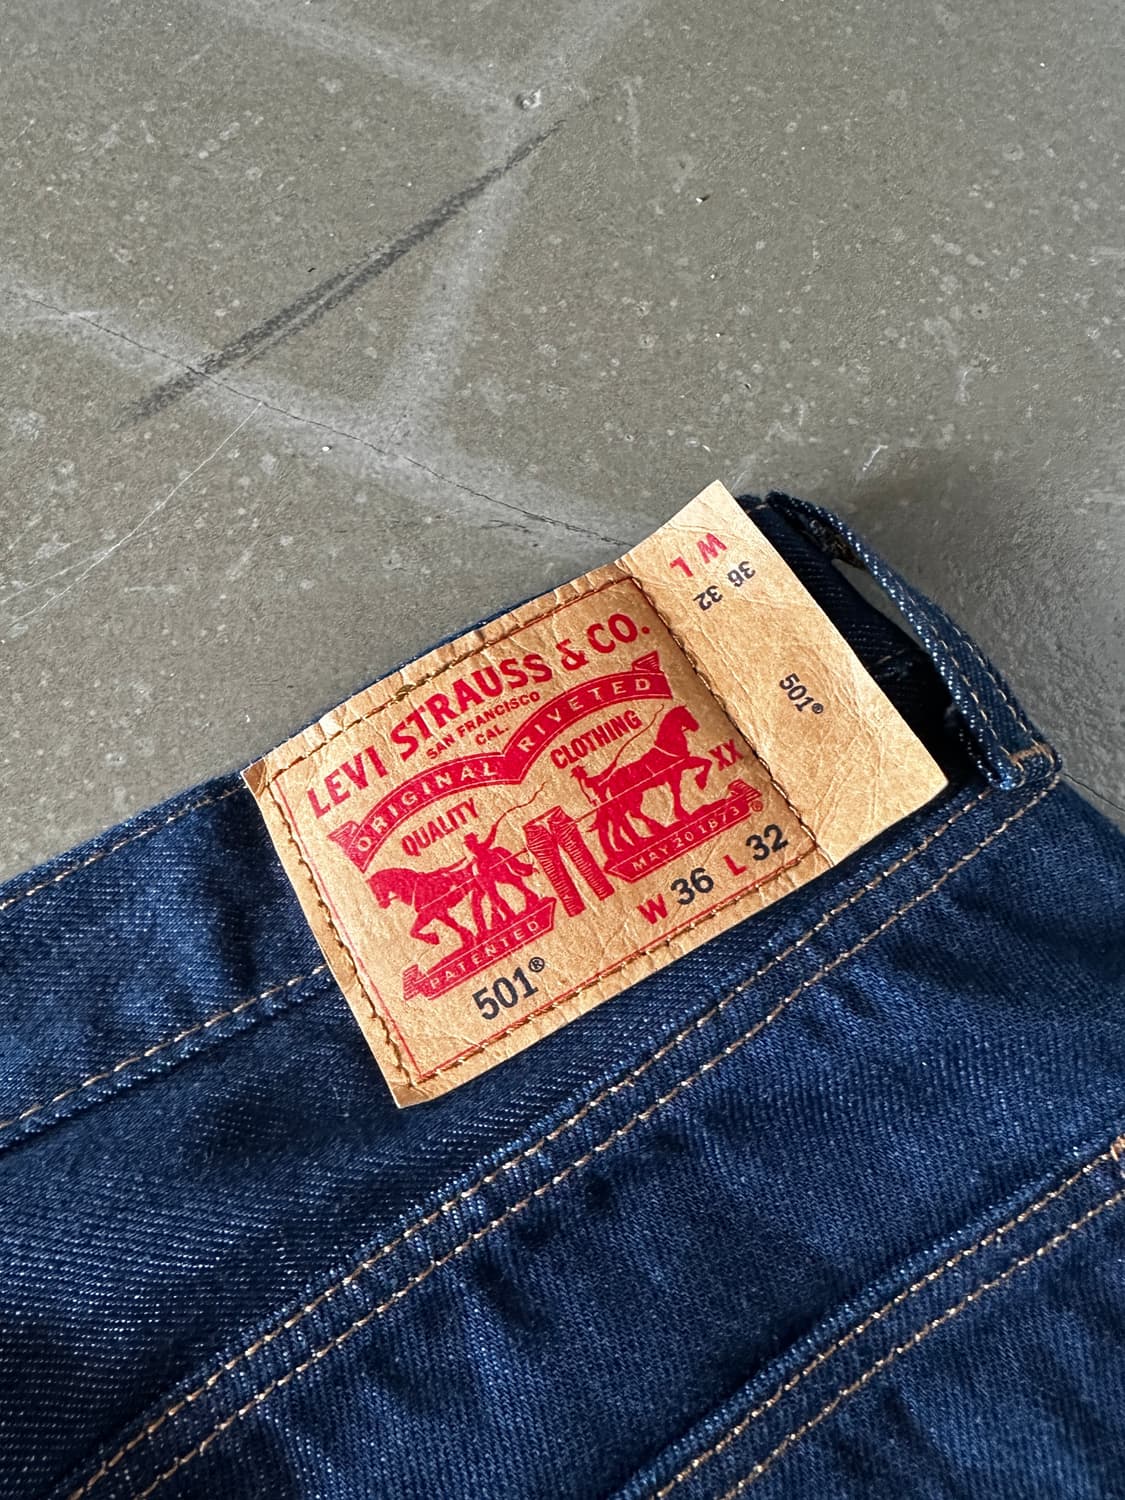 LEVI STRAUSS & CO.
SAN FRANCISCO
CAL.
ORIGINAL RIVETED
QUALITY CLOTHING
XX
PATENTED MAY 20 1873®
501® W 36 L 32
W L
36 32
501®